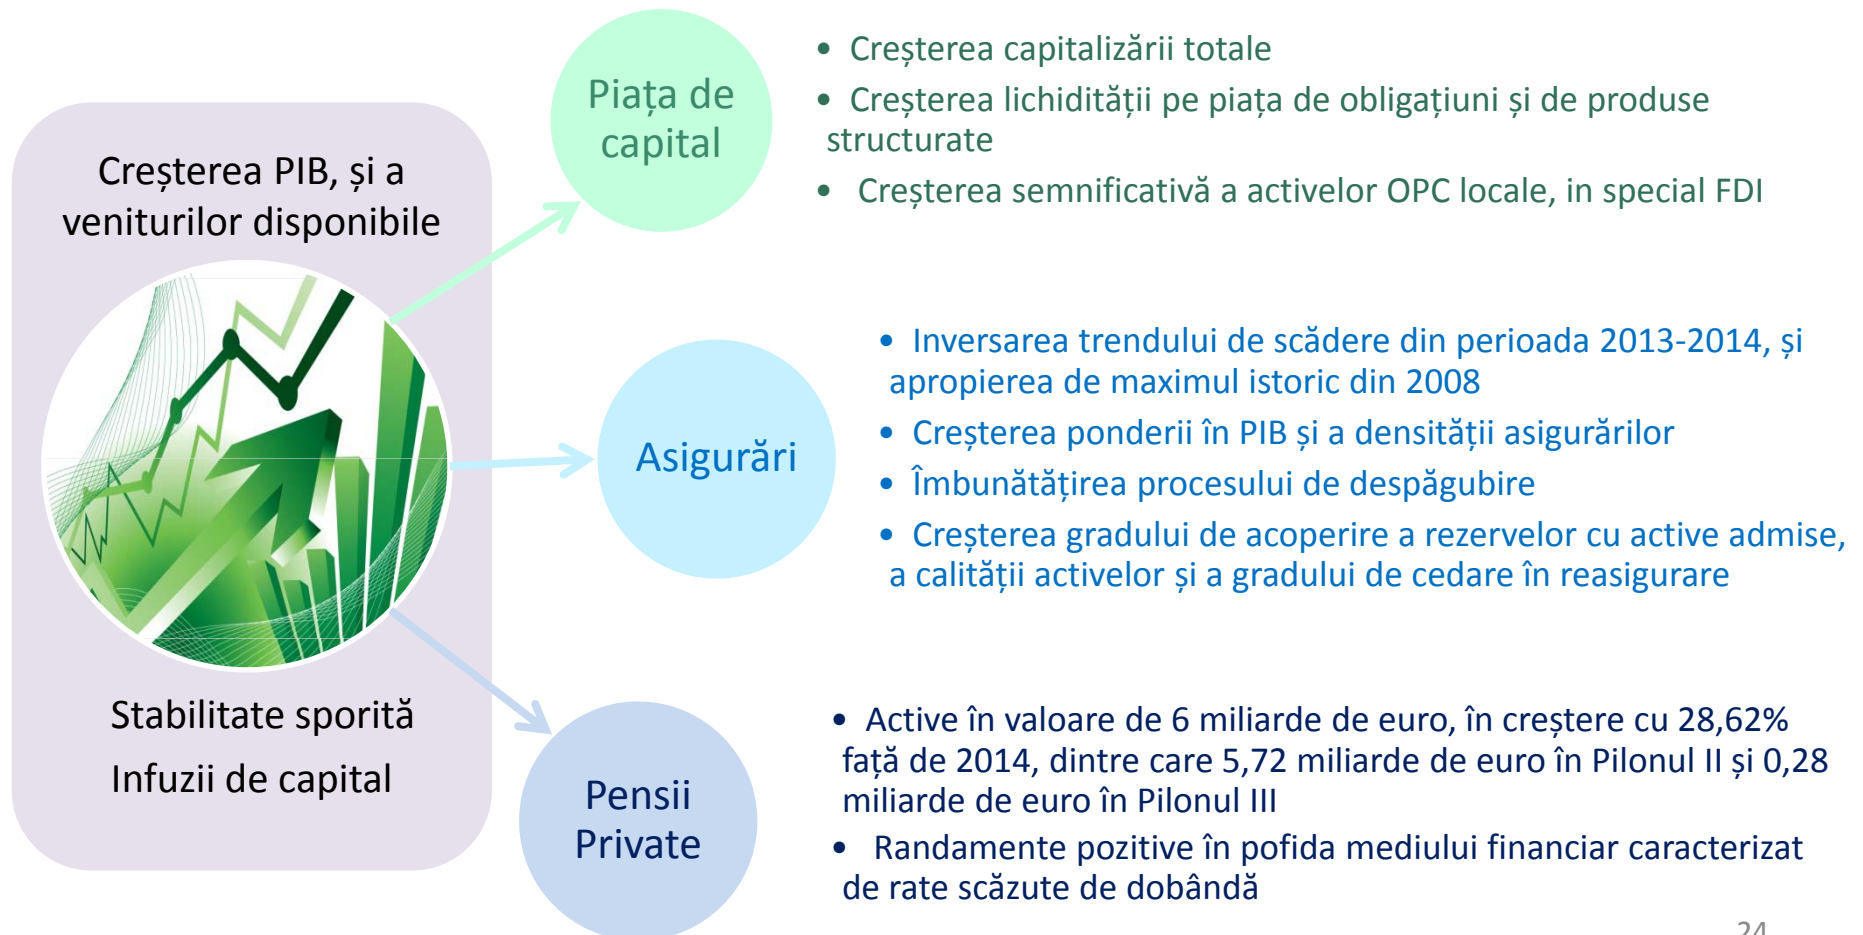 Creșterea PIB, și a
veniturilor disponibile
Stabilitate sporită
Infuzii de capital
Piața de
capital
• Creșterea capitalizării totale
• Creșterea lichidității pe piața de obligațiuni și de produse
structurate
• Creșterea semnificativă a activelor OPC locale, in special FDI
Asigurări
• Inversarea trendului de scădere din perioada 2013-2014, și
apropierea de maximul istoric din 2008
• Creșterea ponderii în PIB și a densității asigurărilor
• Îmbunătățirea procesului de despăgubire
• Creșterea gradului de acoperire a rezervelor cu active admise,
a calității activelor și a gradului de cedare în reasigurare
Pensii
Private
• Active în valoare de 6 miliarde de euro, în creștere cu 28,62%
față de 2014, dintre care 5,72 miliarde de euro în Pilonul II și 0,28
miliarde de euro în Pilonul III
• Randamente pozitive în pofida mediului financiar caracterizat
de rate scăzute de dobândă
24